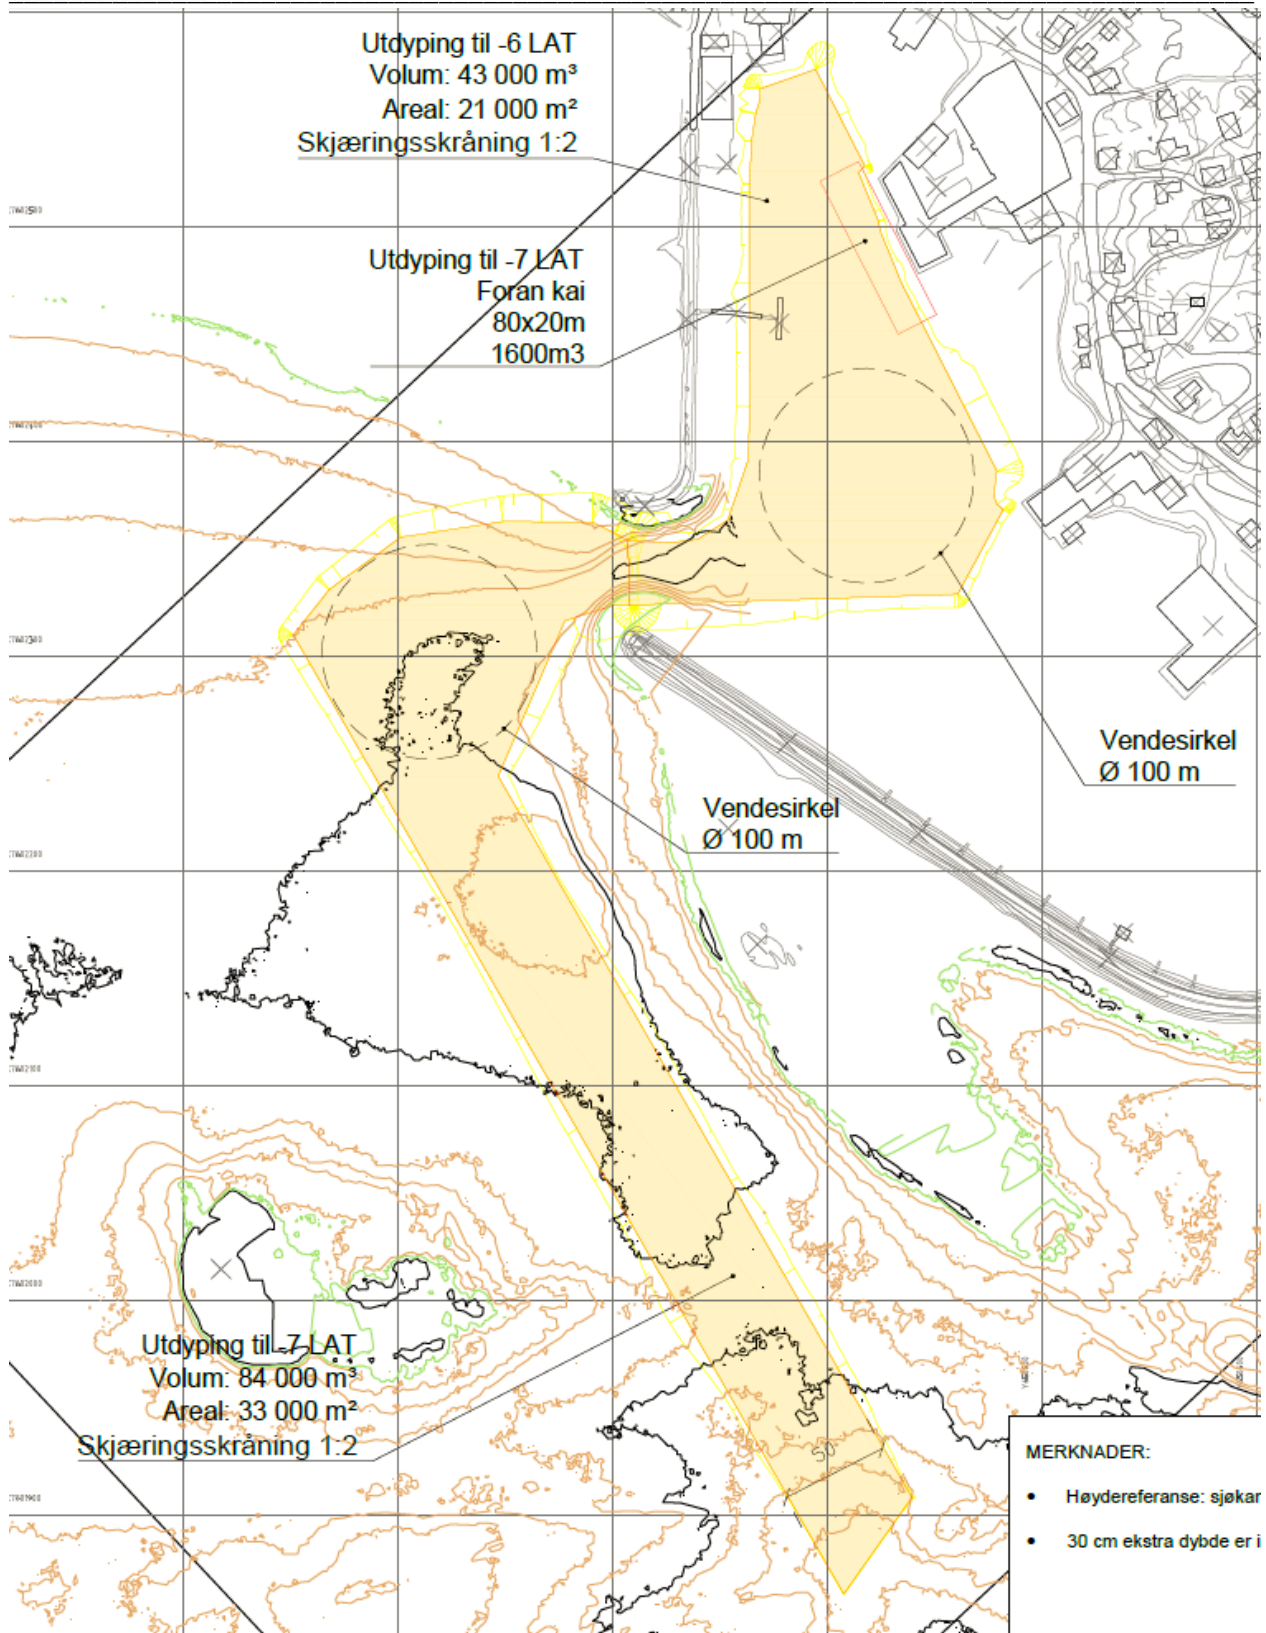 Utdyping til -6 LAT
Volum: 43 000 m³
Areal: 21 000 m²
Skjæringsskråning 1:2
Utdyping til -7 LAT
Foran kai
80x20m
1600m3
Vendesirkel
Ø 100 m
Vendesirkel
Ø 100 m
Utdyping til -7 LAT
Volum: 84 000 m³
Areal: 33 000 m²
Skjæringsskråning 1:2
50
MERKNADER:
• Høydereferanse: sjøkar
• 30 cm ekstra dybde er i